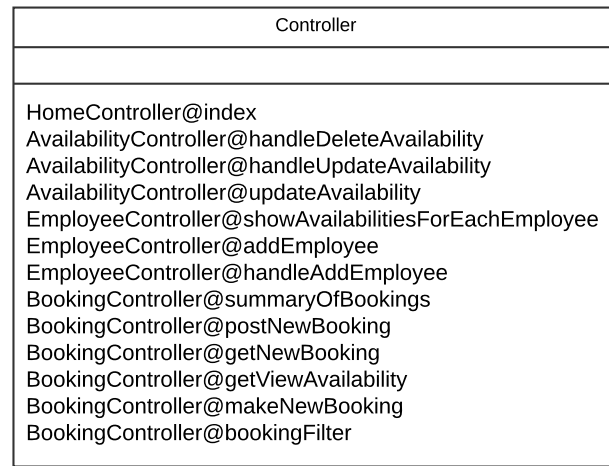 Controller
HomeController@index
AvailabilityController@handleDeleteAvailability
AvailabilityController@handleUpdateAvailability
AvailabilityController@updateAvailability
EmployeeController@showAvailabilitiesForEachEmployee
EmployeeController@addEmployee
EmployeeController@handleAddEmployee
BookingController@summaryOfBookings
BookingController@postNewBooking
BookingController@getNewBooking
BookingController@getViewAvailability
BookingController@makeNewBooking
BookingController@bookingFilter